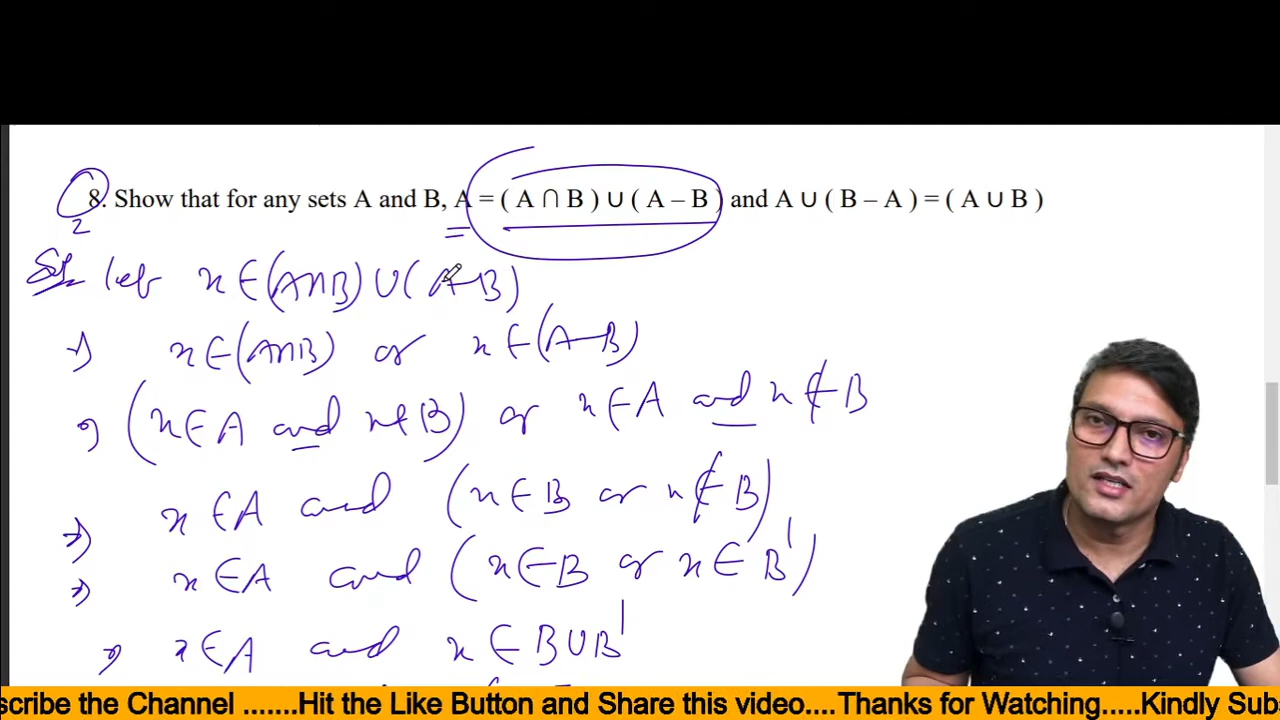 8. Show that for any sets A and B, A = ( A ∩ B ) ∪ ( A – B ) and A ∪ ( B – A ) = ( A ∪ B )
2
Sol. let x ∈ (A∩B) ∪ (A–B)
⇒ x ∈ (A∩B) or x ∈ (A–B)
⇒ (x ∈ A and x ∈ B) or x ∈ A and x ∉ B
⇒ x ∈ A and (x ∈ B or x ∉ B)
⇒ x ∈ A and (x ∈ B or x ∈ B')
⇒ x ∈ A and x ∈ B∪B'
scribe the Channel .......Hit the Like Button and Share this video....Thanks for Watching.....Kindly Sub